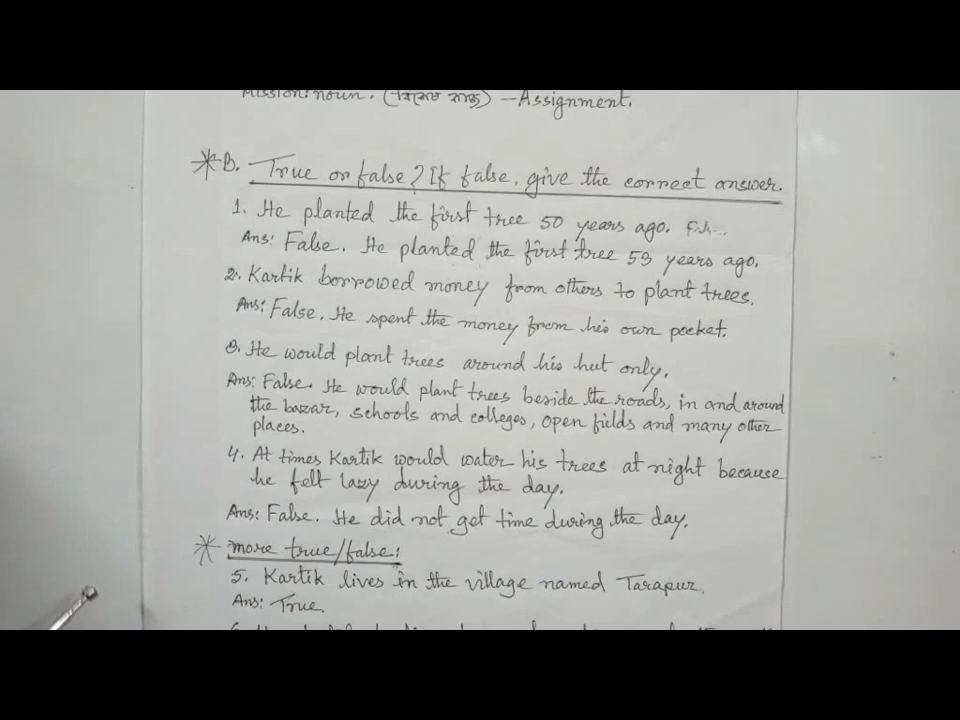 Mission: noun. (বিশেষ কাজ) -- Assignment.
*B. True or false? If false, give the correct answer.
1. He planted the first tree 50 years ago.
Ans: False. He planted the first tree 53 years ago.
2. Kartik borrowed money from others to plant trees.
Ans: False. He spent the money from his own pocket.
3. He would plant trees around his hut only.
Ans: False. He would plant trees beside the roads, in and around
the bazar, schools and colleges, open fields and many other
places.
4. At times Kartik would water his trees at night because
he felt lazy during the day.
Ans: False. He did not get time during the day.
* more true/false:
5. Kartik lives in the village named Tarapur.
Ans: True.